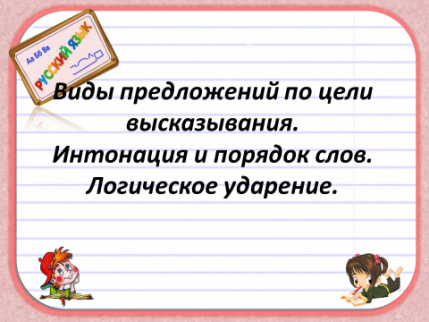 Аа Бб Вв
РУССКИЙ ЯЗЫК
Виды предложений по цели
высказывания.
Интонация и порядок слов.
Логическое ударение.